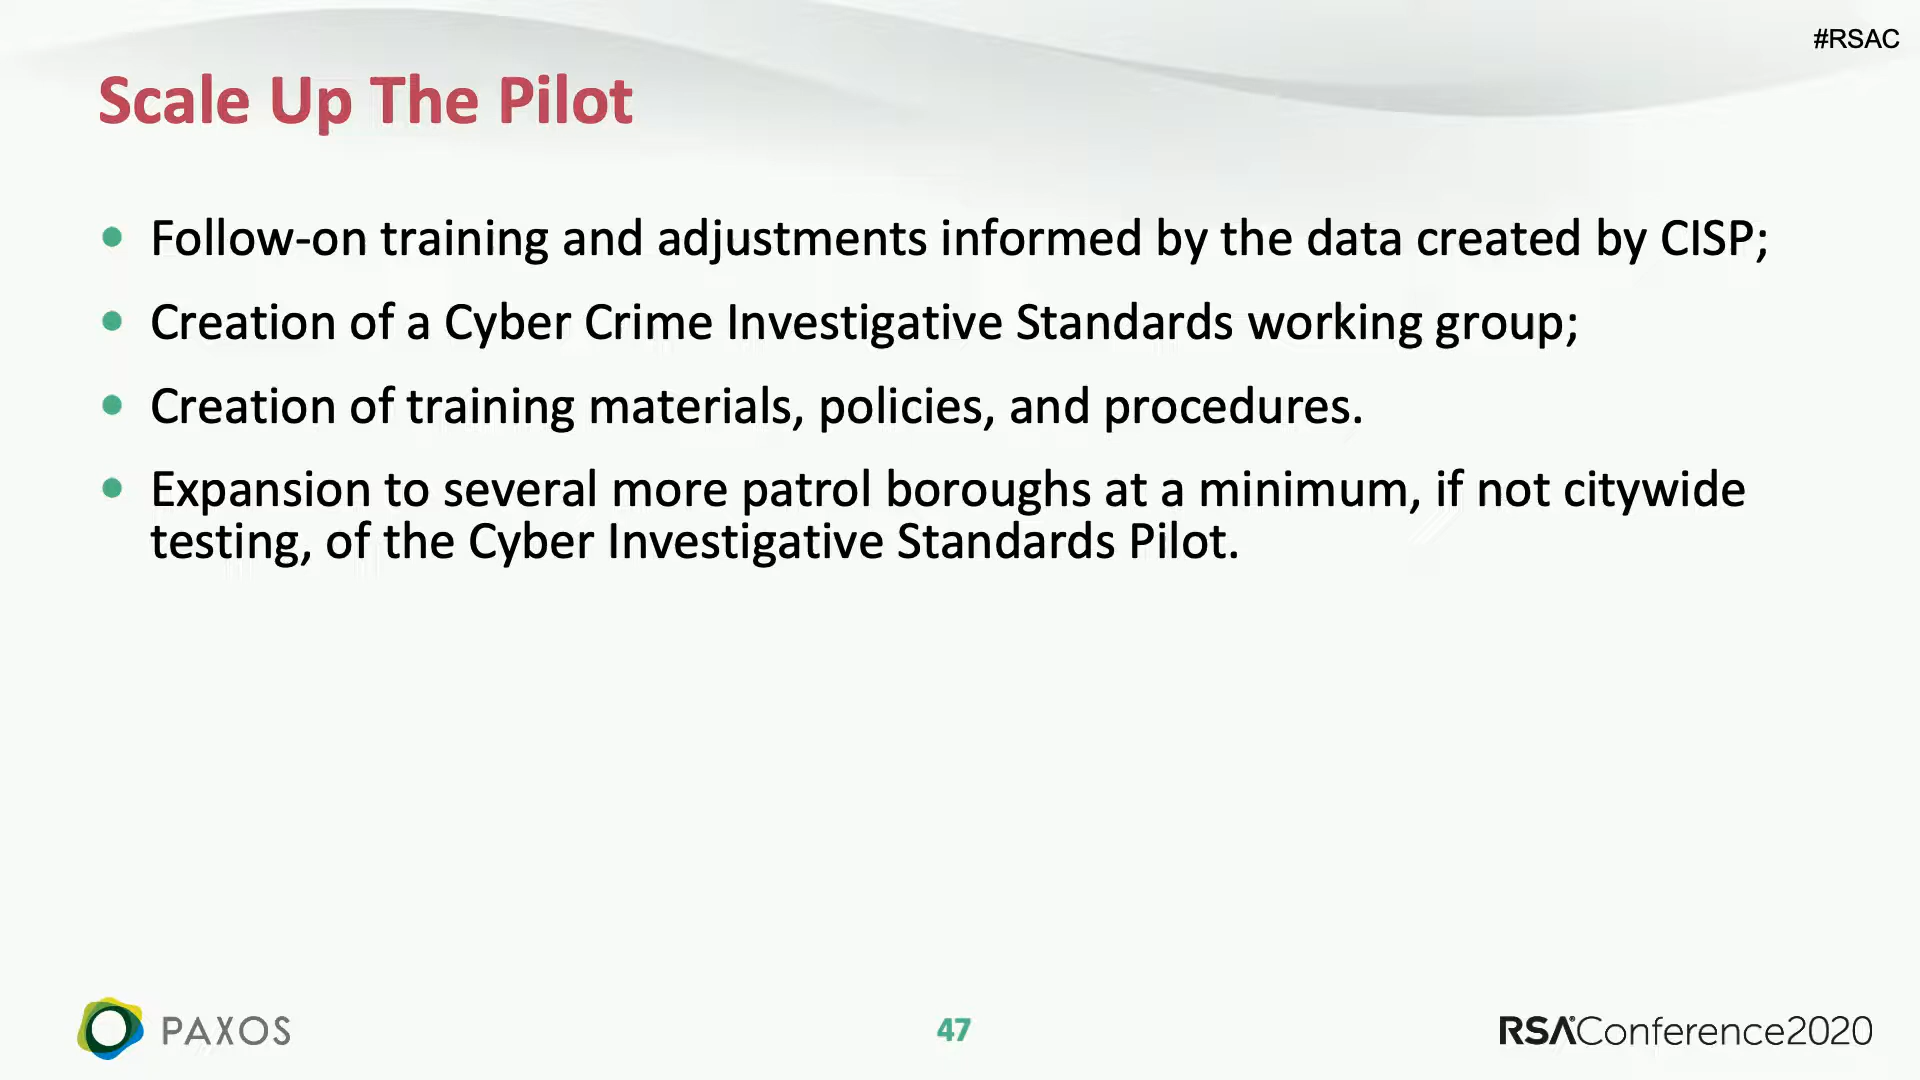 #RSAC
Scale Up The Pilot
• Follow-on training and adjustments informed by the data created by CISP;
• Creation of a Cyber Crime Investigative Standards working group;
• Creation of training materials, policies, and procedures.
• Expansion to several more patrol boroughs at a minimum, if not citywide
testing, of the Cyber Investigative Standards Pilot.
PAXOS
47
RSAConference2020